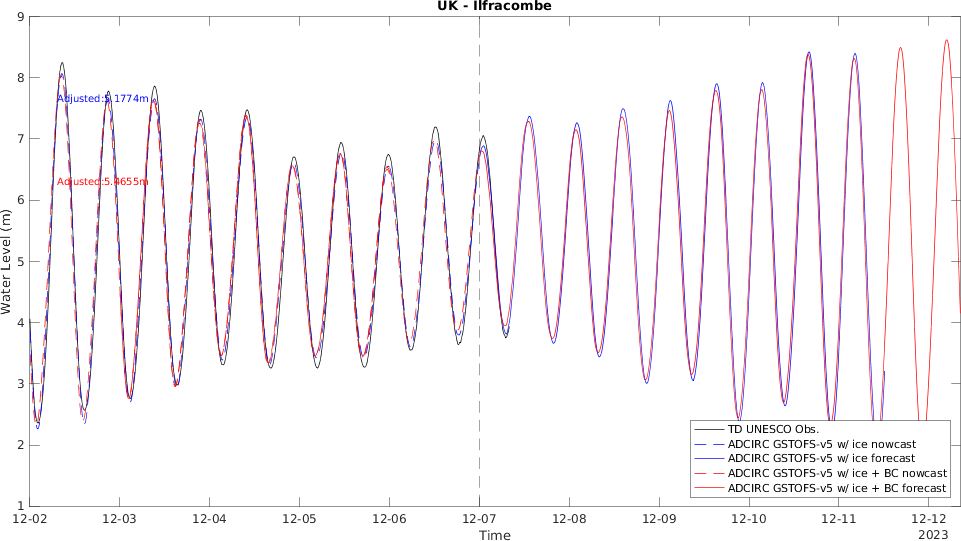 UK - Ilfracombe
9
8
7
6
5
4
3
2
1
Water Level (m)
Adjusted:5.1774m
Adjusted:5.4655m
TD UNESCO Obs.
ADCIRC GSTOFS-v5 w/ ice nowcast
ADCIRC GSTOFS-v5 w/ ice forecast
ADCIRC GSTOFS-v5 w/ ice + BC nowcast
ADCIRC GSTOFS-v5 w/ ice + BC forecast
12-02 12-03 12-04 12-05 12-06 12-07 12-08 12-09 12-10 12-11 12-12
Time 2023